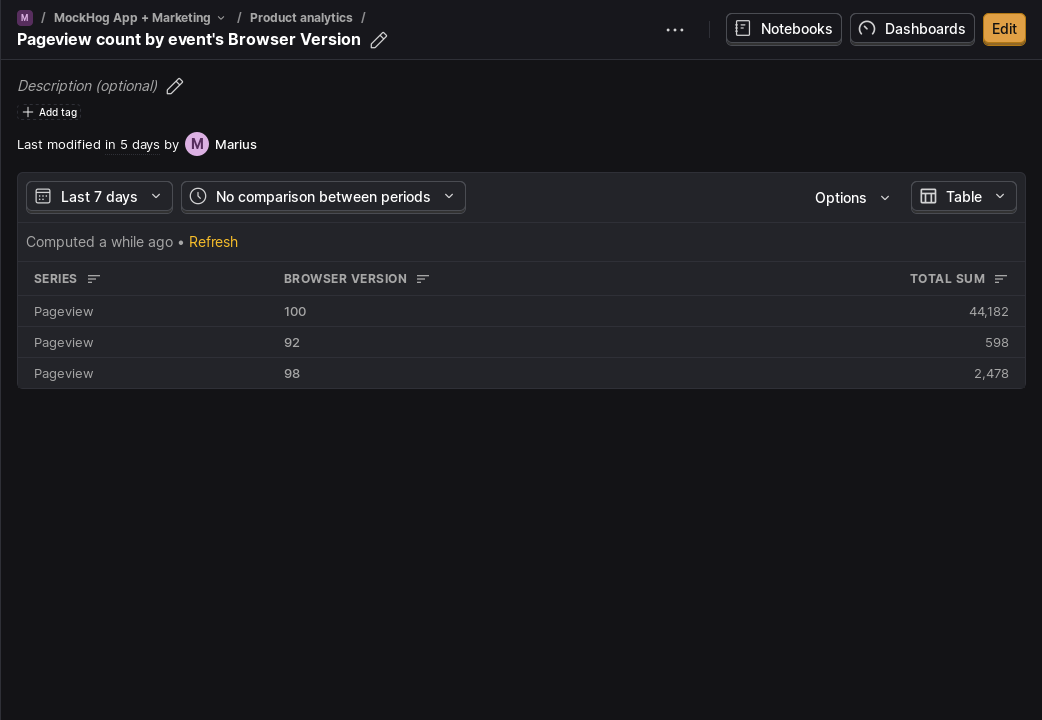 M / MockHog App + Marketing / Product analytics /
Pageview count by event's Browser Version
Notebooks Dashboards Edit
Description (optional)
Add tag
Last modified in 5 days by M Marius
Last 7 days No comparison between periods Options Table
Computed a while ago • Refresh
SERIES BROWSER VERSION TOTAL SUM
Pageview 100 44,182
Pageview 92 598
Pageview 98 2,478